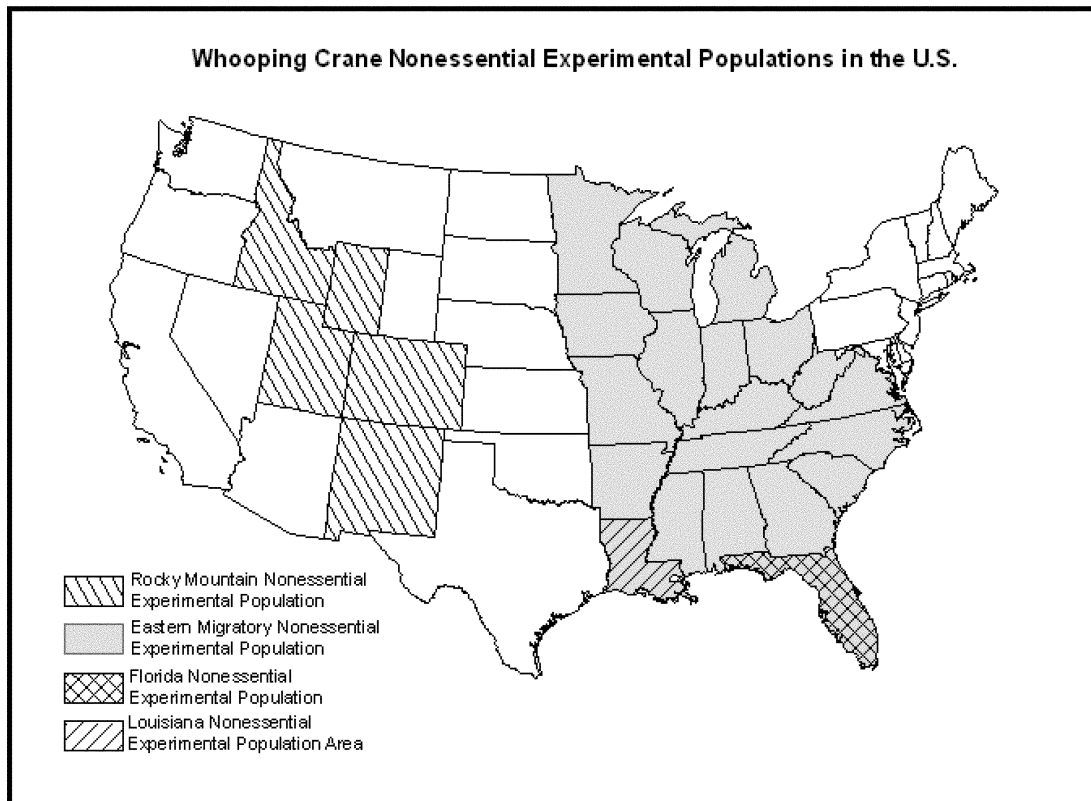 Whooping Crane Nonessential Experimental Populations in the U.S.
Rocky Mountain Nonessential
Experimental Population
Eastern Migratory Nonessential
Experimental Population
Florida Nonessential
Experimental Population
Louisiana Nonessential
Experimental Population Area